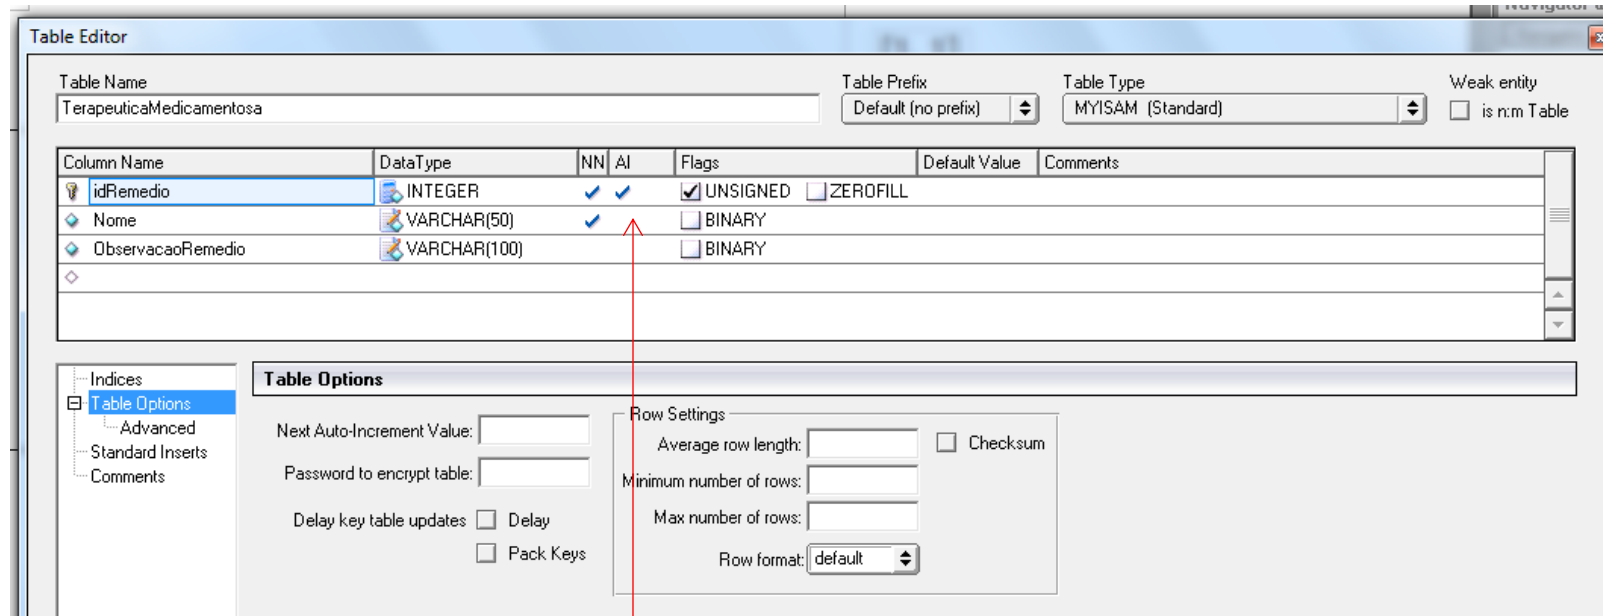 Navigator
Table Editor
Table Name Table Prefix Table Type Weak entity
TerapeuticaMedicamentosa Default (no prefix) MYISAM (Standard) is n:m Table
Column Name DataType NN AI Flags Default Value Comments
idRemedio INTEGER UNSIGNED ZEROFILL
Nome VARCHAR(50) BINARY
ObservacaoRemedio VARCHAR(100) BINARY
Indices
Table Options
Advanced
Standard Inserts
Comments
Table Options
Next Auto-Increment Value:
Password to encrypt table:
Delay key table updates Delay
Pack Keys
Row Settings
Average row length: Checksum
Minimum number of rows:
Max number of rows:
Row format: default